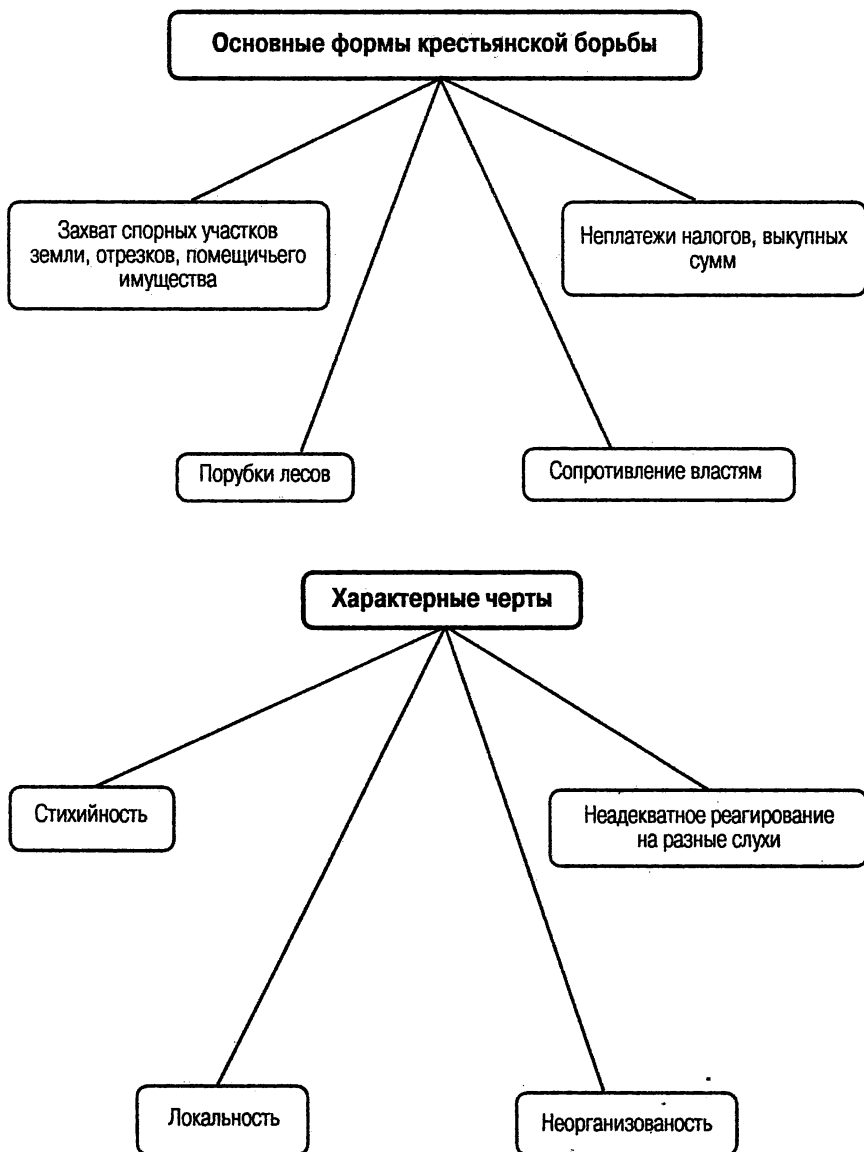 Основные формы крестьянской борьбы
Захват спорных участков
земли, отрезков, помещичьего
имущества
Неплатежи налогов, выкупных
сумм
Порубки лесов
Сопротивление властям
Характерные черты
Стихийность
Неадекватное реагирование
на разные слухи
Локальность
Неорганизованость